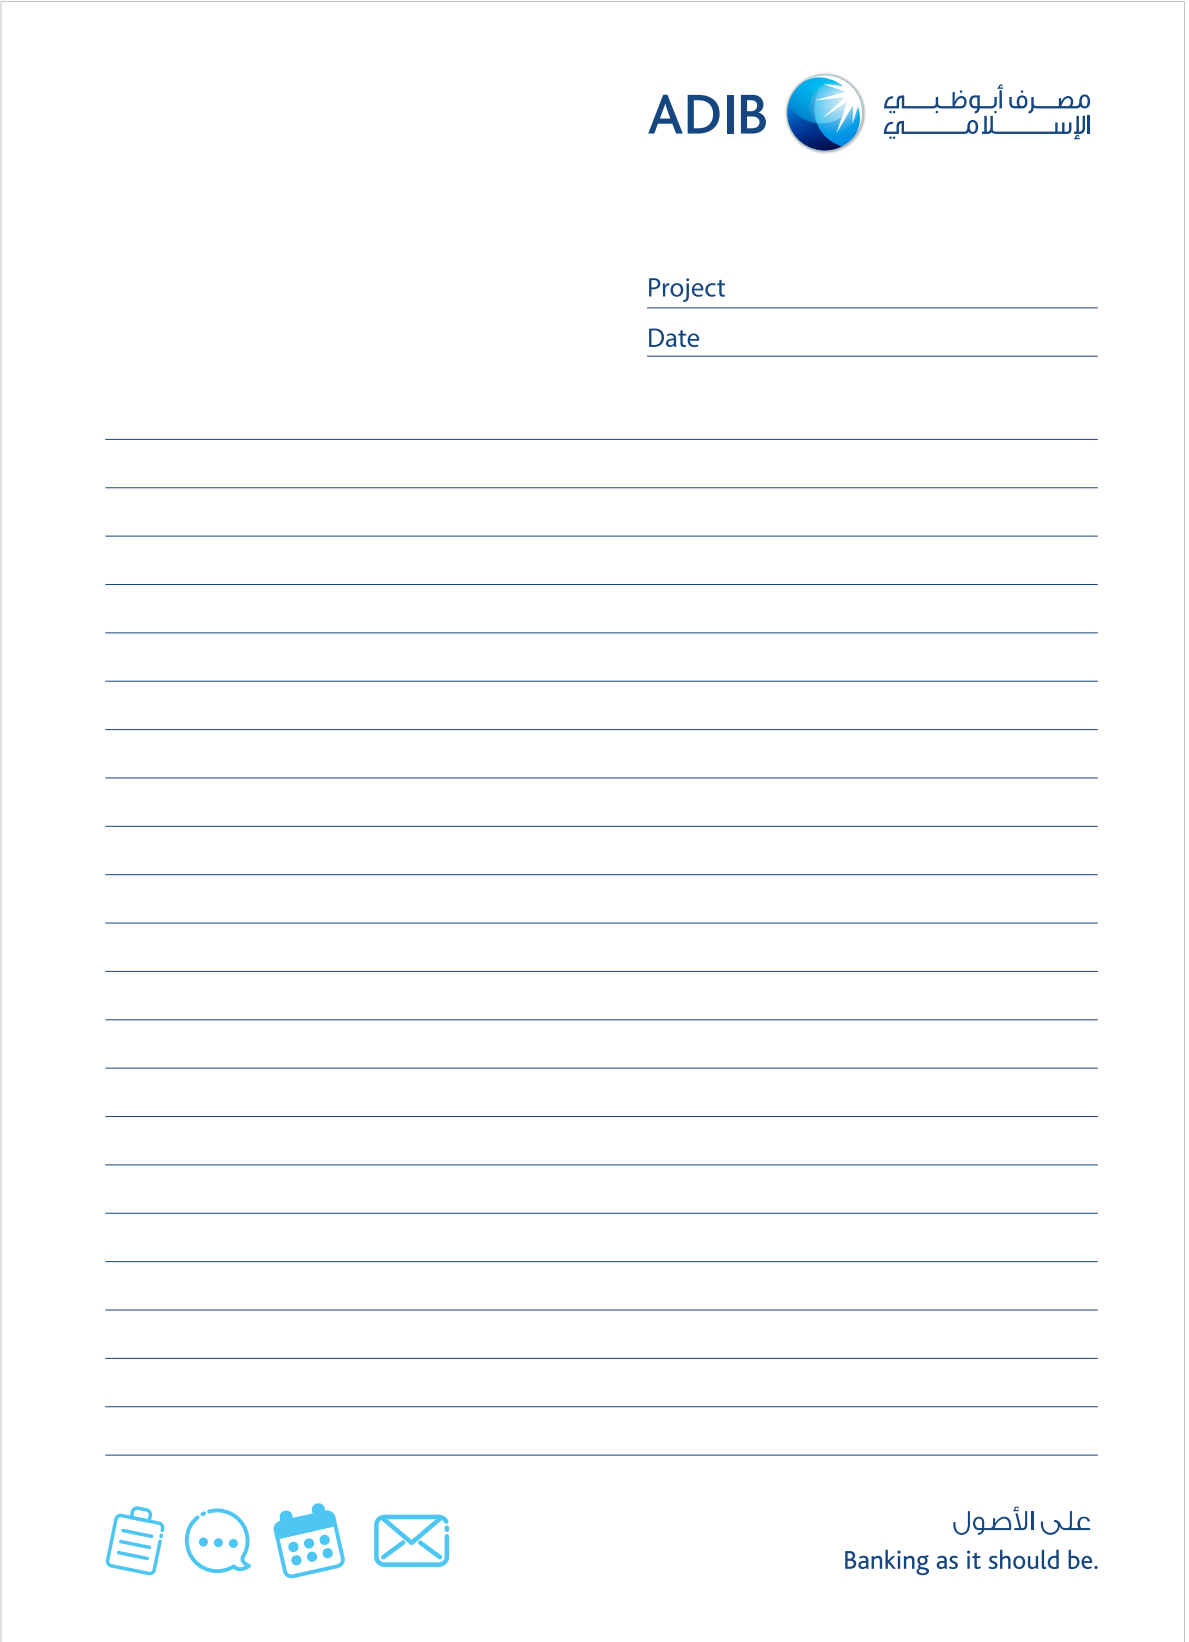 ADIB
مصرف أبوظبي
الإسلامي
Project
Date
على الأصول
Banking as it should be.